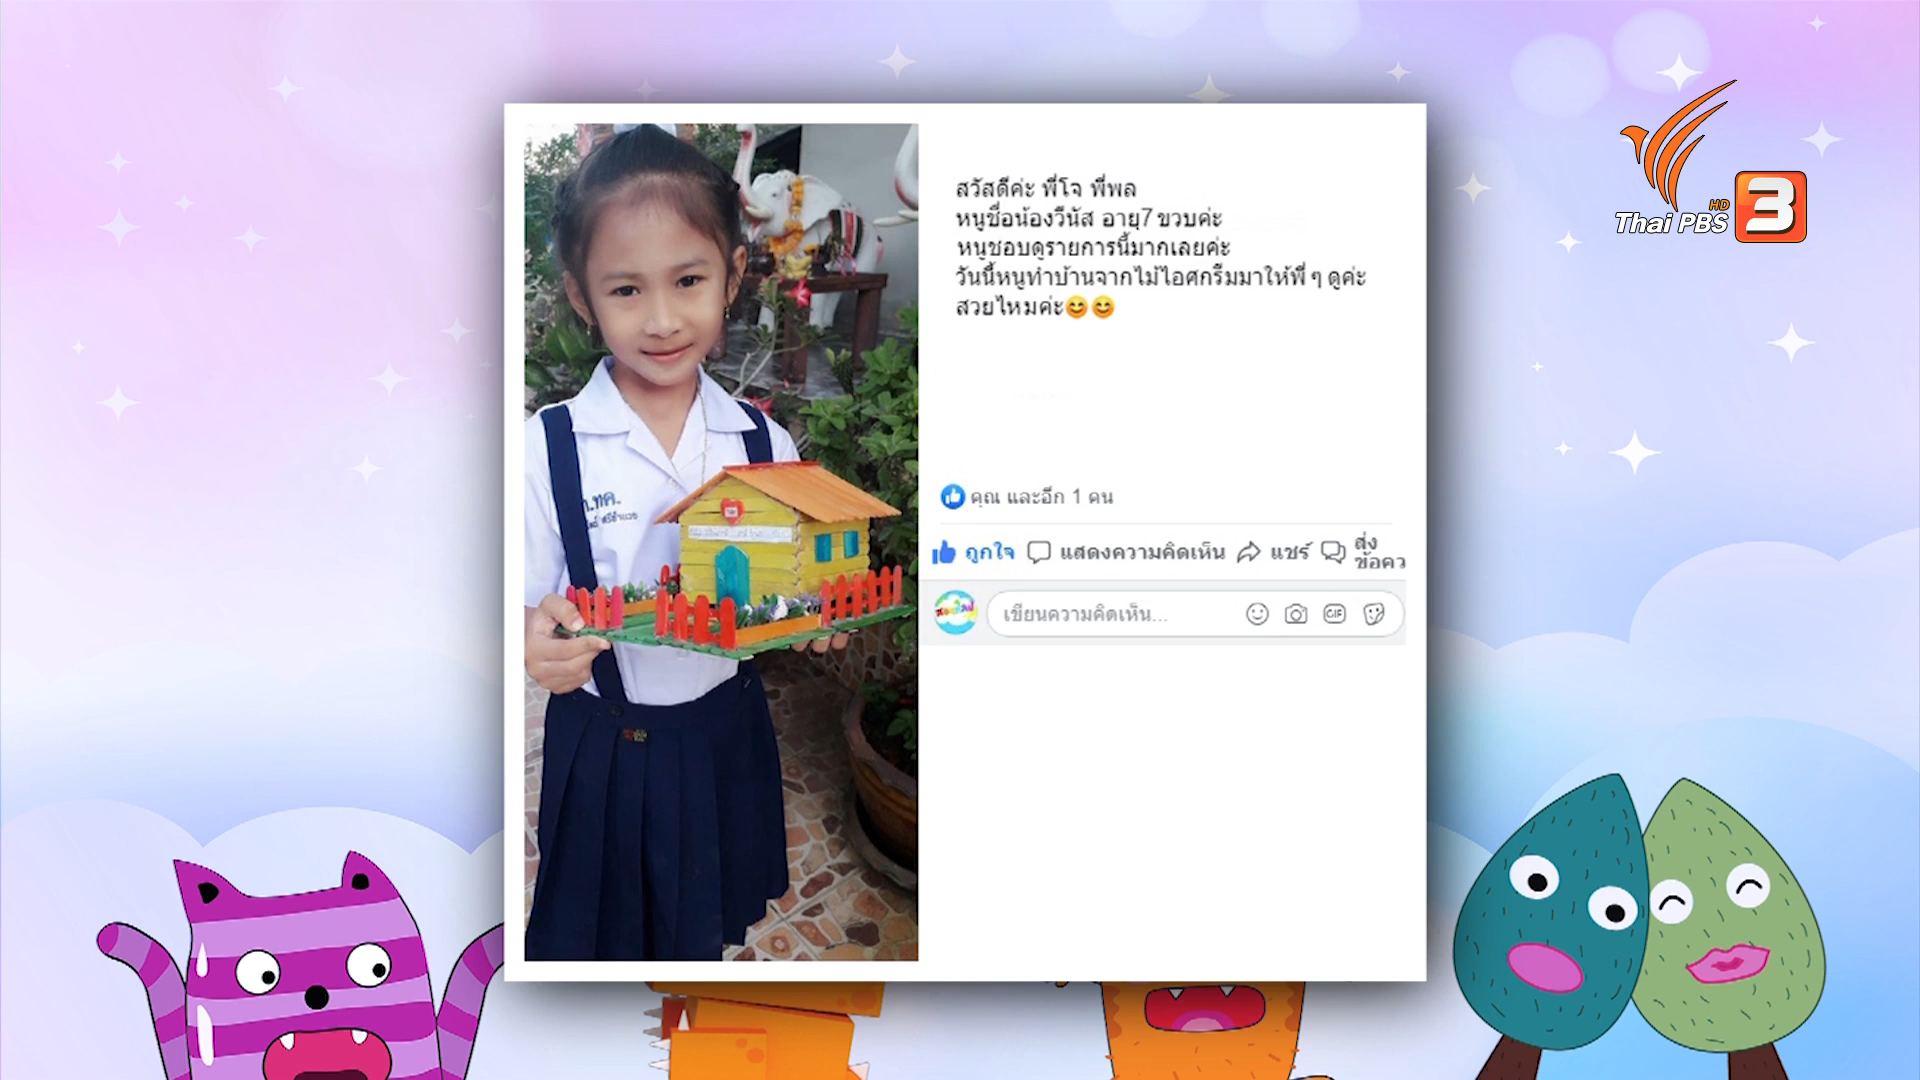 สวัสดีค่ะ พี่โจ พี่พล
หนูชื่อน้องวีนัส อายุ7 ขวบค่ะ
หนูชอบดูรายการนี้มากเลยค่ะ
วันนี้หนูทำบ้านจากไม้ไอศกรีมมาให้พี่ ๆ ดูค่ะ
สวยไหมค่ะ😊😊
คุณ และอีก 1 คน
ถูกใจ แสดงความคิดเห็น แชร์ ส่ง
ข้อคว
เขียนความคิดเห็น...
GIF
HD
Thai PBS 3